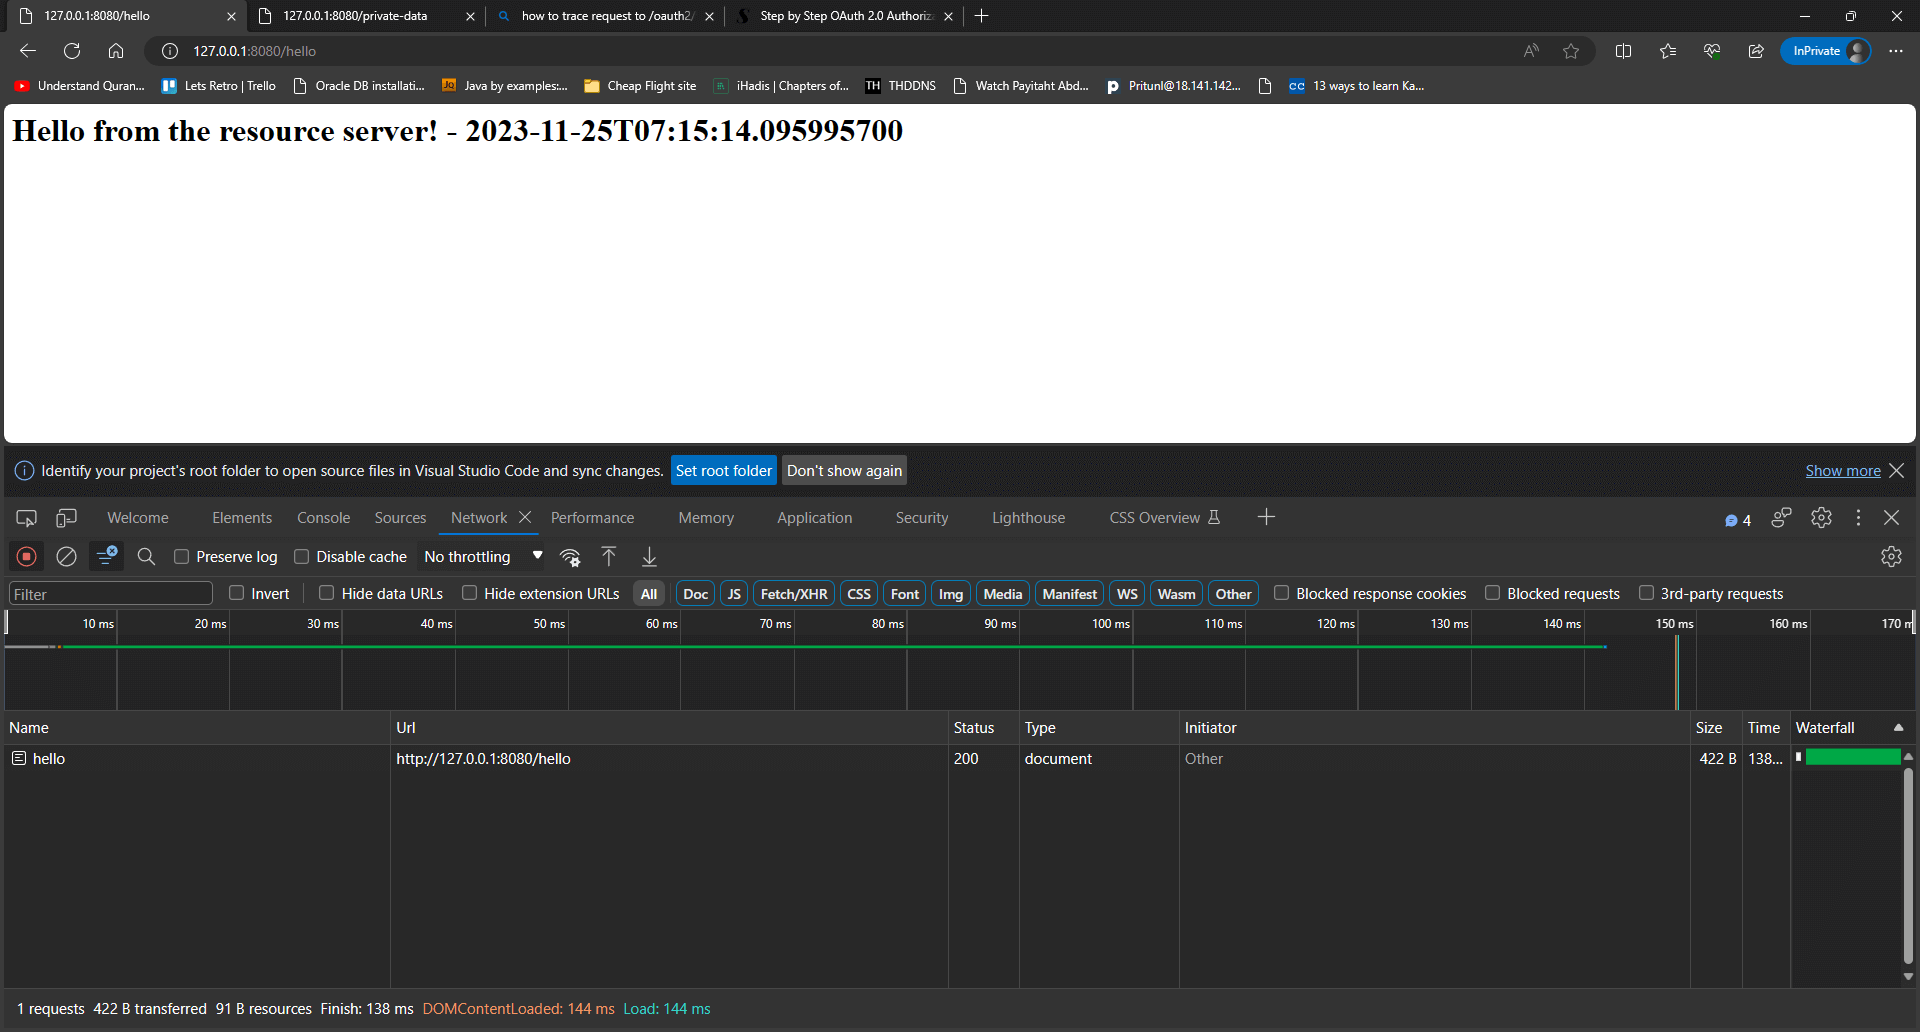 127.0.0.1:8080/hello
127.0.0.1:8080/private-data
how to trace request to /oauth2/
Step by Step OAuth 2.0 Authoriza
127.0.0.1:8080/hello
InPrivate
Understand Quran...
Lets Retro | Trello
Oracle DB installati...
Java by examples:...
Cheap Flight site
iHadis | Chapters of...
TH THDDNS
Watch Payitaht Abd...
Pritunl@18.141.142...
CC 13 ways to learn Ka...
Hello from the resource server! - 2023-11-25T07:15:14.095995700
Identify your project's root folder to open source files in Visual Studio Code and sync changes. Set root folder Don't show again Show more
Welcome Elements Console Sources Network Performance Memory Application Security Lighthouse CSS Overview 4
Preserve log Disable cache No throttling
Filter Invert Hide data URLs Hide extension URLs All Doc JS Fetch/XHR CSS Font Img Media Manifest WS Wasm Other Blocked response cookies Blocked requests 3rd-party requests
10 ms 20 ms 30 ms 40 ms 50 ms 60 ms 70 ms 80 ms 90 ms 100 ms 110 ms 120 ms 130 ms 140 ms 150 ms 160 ms 170 m
Name Url Status Type Initiator Size Time Waterfall
hello http://127.0.0.1:8080/hello 200 document Other 422 B 138...
1 requests 422 B transferred 91 B resources Finish: 138 ms DOMContentLoaded: 144 ms Load: 144 ms